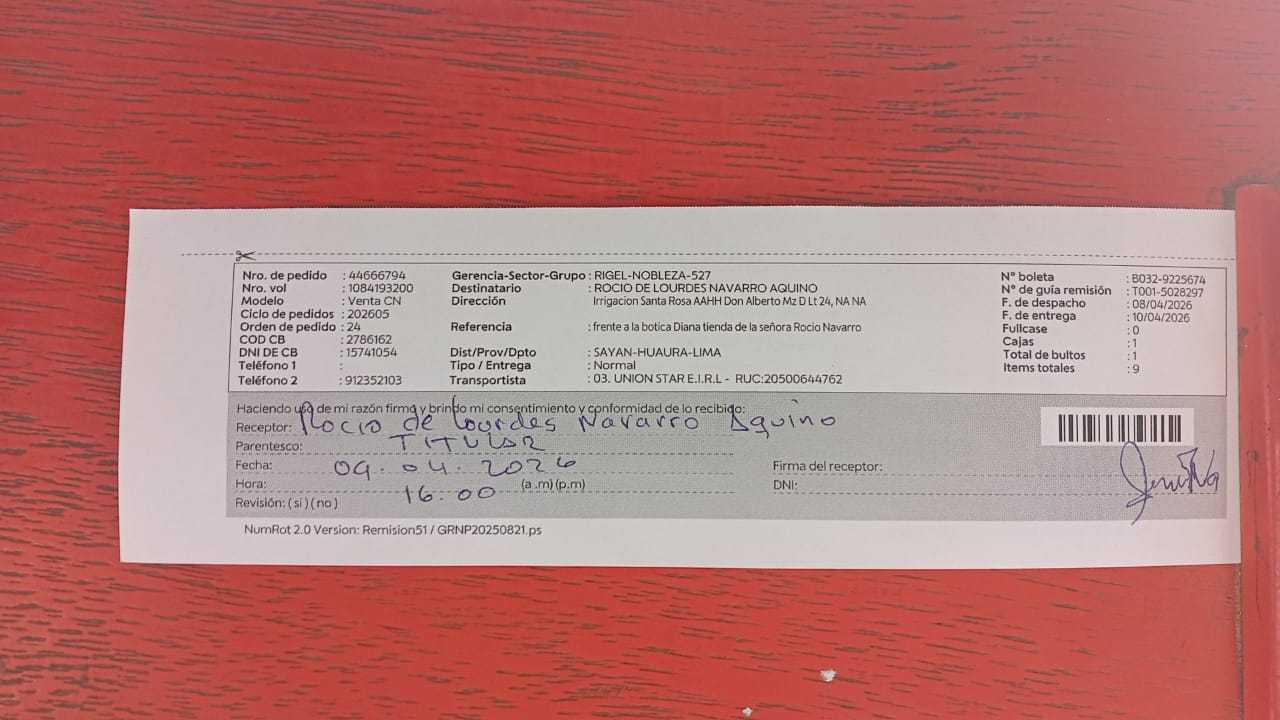 Nro. de pedido : 44666794
Nro. vol : 1084193200
Modelo : Venta CN
Ciclo de pedidos : 202605
Orden de pedido : 24
COD CB : 2786162
DNI DE CB : 15741054
Teléfono 1 :
Teléfono 2 : 912352103
Gerencia-Sector-Grupo : RIGEL-NOBLEZA-527
Destinatario : ROCIO DE LOURDES NAVARRO AQUINO
Dirección Irrigacion Santa Rosa AAHH Don Alberto Mz D Lt 24, NA NA
Referencia : frente a la botica Diana tienda de la señora Rocio Navarro
Dist/Prov/Dpto : SAYAN-HUAURA-LIMA
Tipo / Entrega : Normal
Transportista : 03. UNION STAR E.I.R.L - RUC:20500644762
N° boleta : B032-9225674
N° de guía remisión : T001-5028297
F. de despacho : 08/04/2026
F. de entrega : 10/04/2026
Fullcase : 0
Cajas : 1
Total de bultos : 1
Items totales : 9
Haciendo uso de mi razón firmo y brindo mi consentimiento y conformidad de lo recibido:
Receptor: Rocio de Lourdes Navarro Aquino
Parentesco: TITULAR
Fecha: 09.04.2026
Hora: 16:00 (a.m) (p.m)
Revisión: ( si ) ( no )
Firma del receptor:
DNI:
NumRot 2.0 Version: Remision51 / GRNP20250821.ps